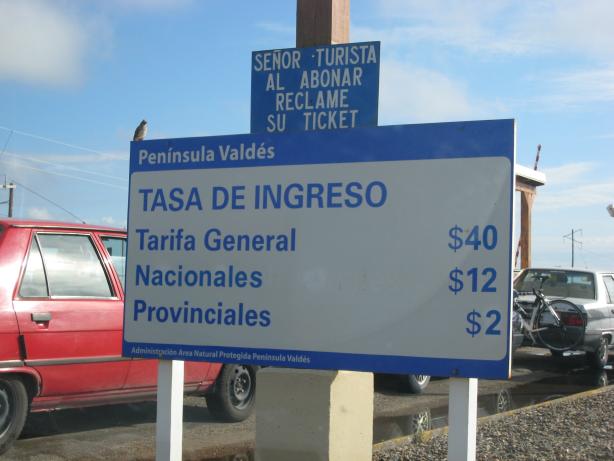 SEÑOR TURISTA
AL ABONAR
RECLAME
SU TICKET
Península Valdés
TASA DE INGRESO
Tarifa General $40
Nacionales $12
Provinciales $2
Administración Area Natural Protegida Península Valdés